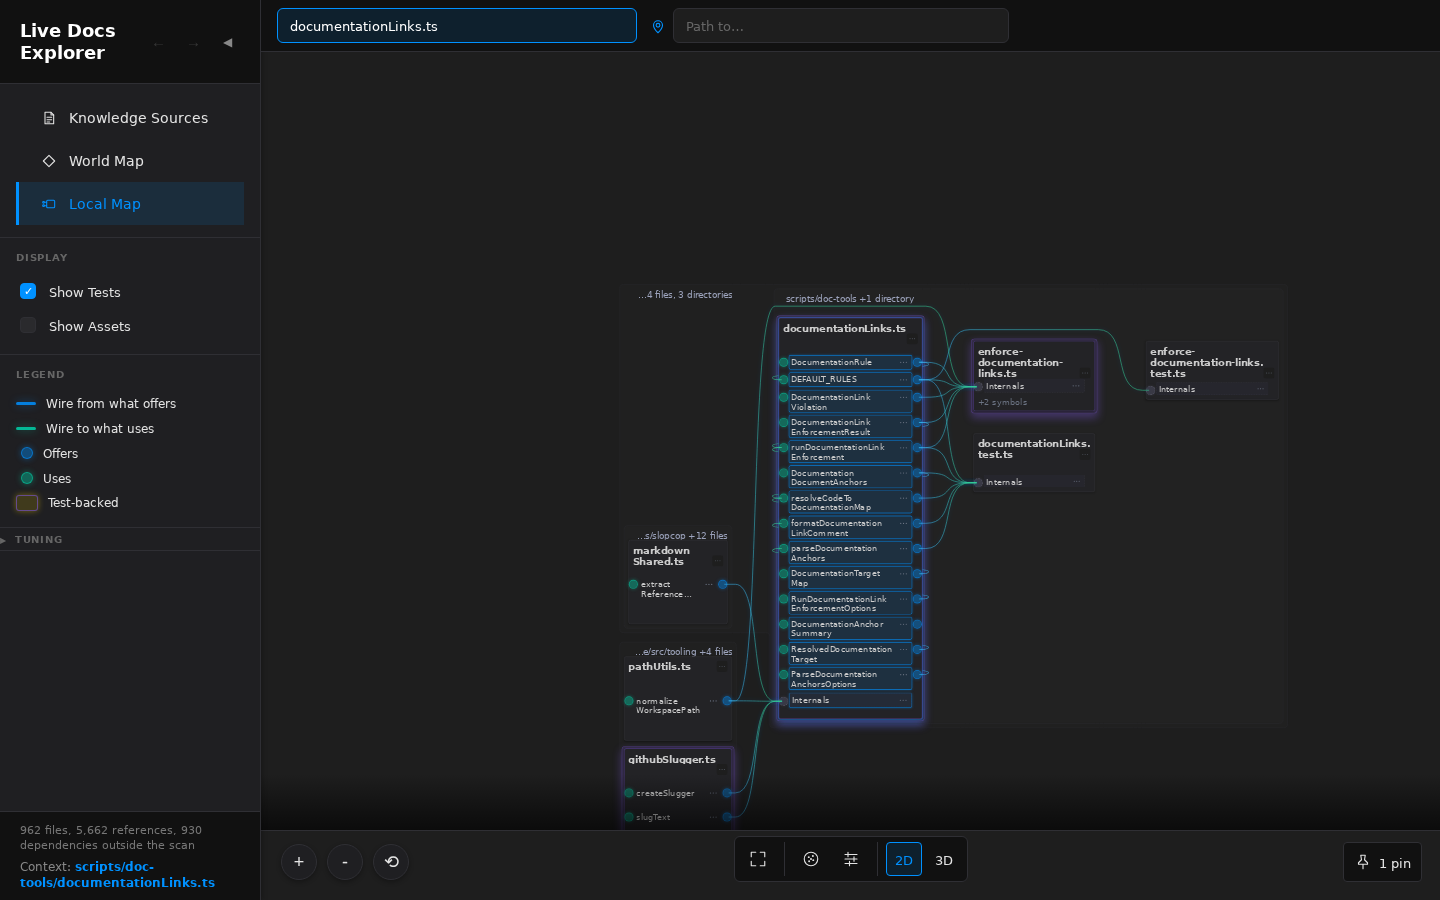 Live Docs
Explorer
← → ◀
documentationLinks.ts
Path to...
Knowledge Sources
World Map
Local Map
DISPLAY
✓ Show Tests
Show Assets
LEGEND
Wire from what offers
Wire to what uses
Offers
Uses
Test-backed
▶ TUNING
962 files, 5,662 references, 930
dependencies outside the scan
Context: scripts/doc-
tools/documentationLinks.ts
...4 files, 3 directories
scripts/doc-tools +1 directory
documentationLinks.ts
DocumentationRule
DEFAULT_RULES
DocumentationLink
Violation
DocumentationLink
EnforcementResult
runDocumentationLink
Enforcement
Documentation
DocumentAnchors
resolveCodeTo
DocumentationMap
formatDocumentation
LinkComment
parseDocumentation
Anchors
DocumentationTarget
Map
RunDocumentationLink
EnforcementOptions
DocumentationAnchor
Summary
ResolvedDocumentation
Target
ParseDocumentation
AnchorsOptions
Internals
enforce-
documentation-
links.ts
Internals
+2 symbols
enforce-
documentation-links.
test.ts
Internals
documentationLinks.
test.ts
Internals
...s/slopcop +12 files
markdown
Shared.ts
extract
Reference...
...e/src/tooling +4 files
pathUtils.ts
normalize
WorkspacePath
githubSlugger.ts
createSlugger
slugText
+ - ⟲
2D 3D
1 pin